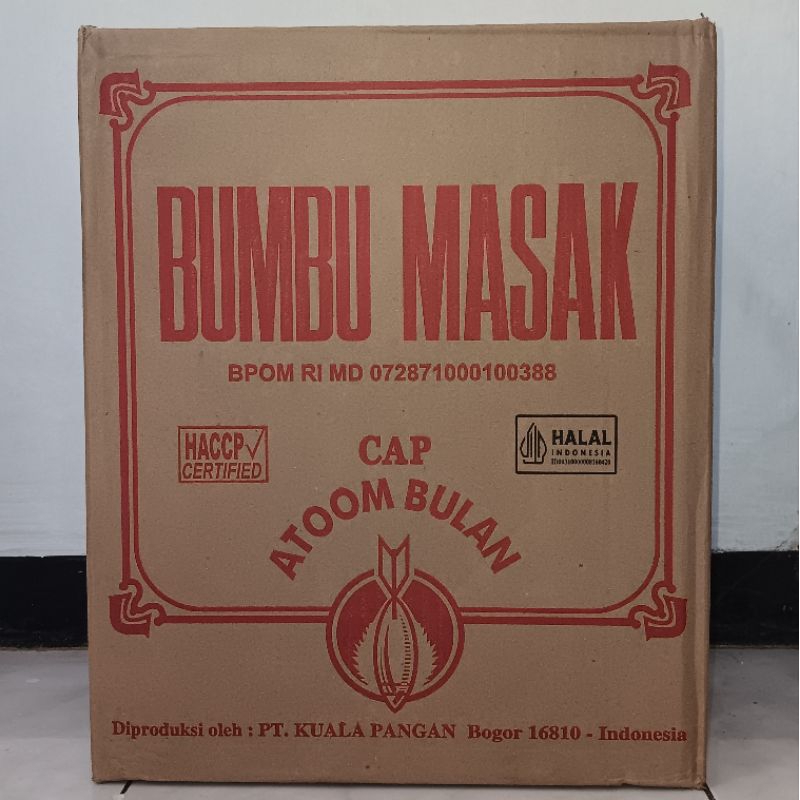 BUMBU MASAK
BPOM RI MD 072871000100388
HACCP✓
CERTIFIED
CAP
HALAL
INDONESIA
ATOOM BULAN
Diproduksi oleh : PT. KUALA PANGAN Bogor 16810 - Indonesia